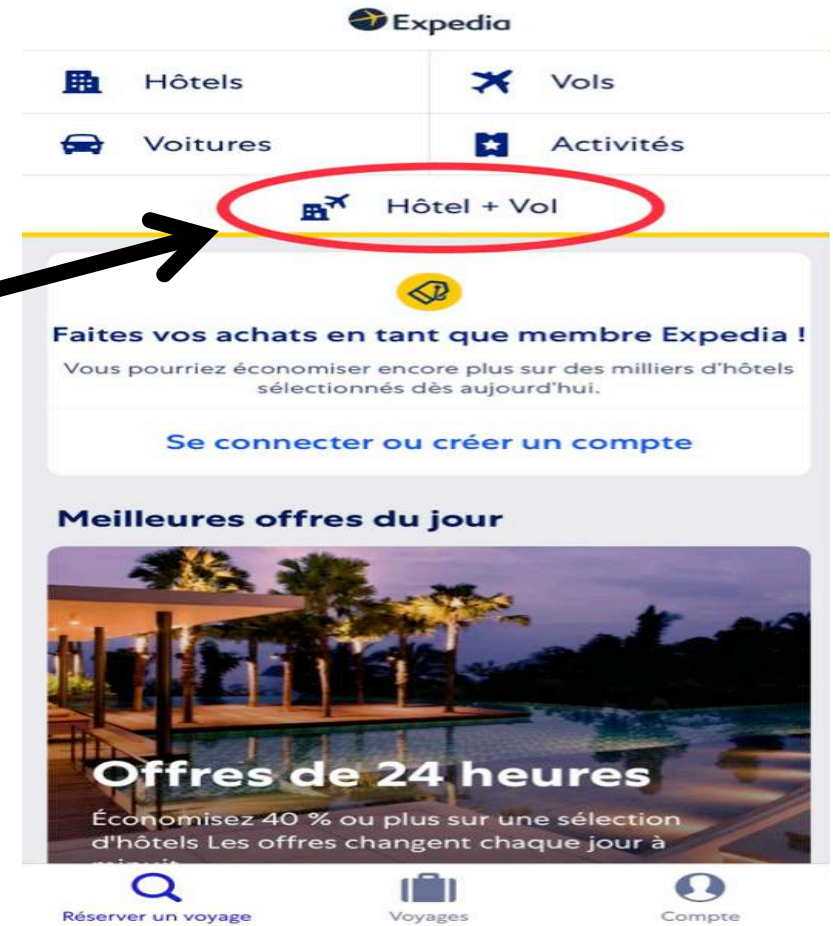 Expedia
Hôtels
Vols
Voitures
Activités
Hôtel + Vol
Faites vos achats en tant que membre Expedia !
Vous pourriez économiser encore plus sur des milliers d'hôtels
sélectionnés dès aujourd'hui.
Se connecter ou créer un compte
Meilleures offres du jour
Offres de 24 heures
Économisez 40 % ou plus sur une sélection
d'hôtels Les offres changent chaque jour à
Réserver un voyage
Voyages
Compte